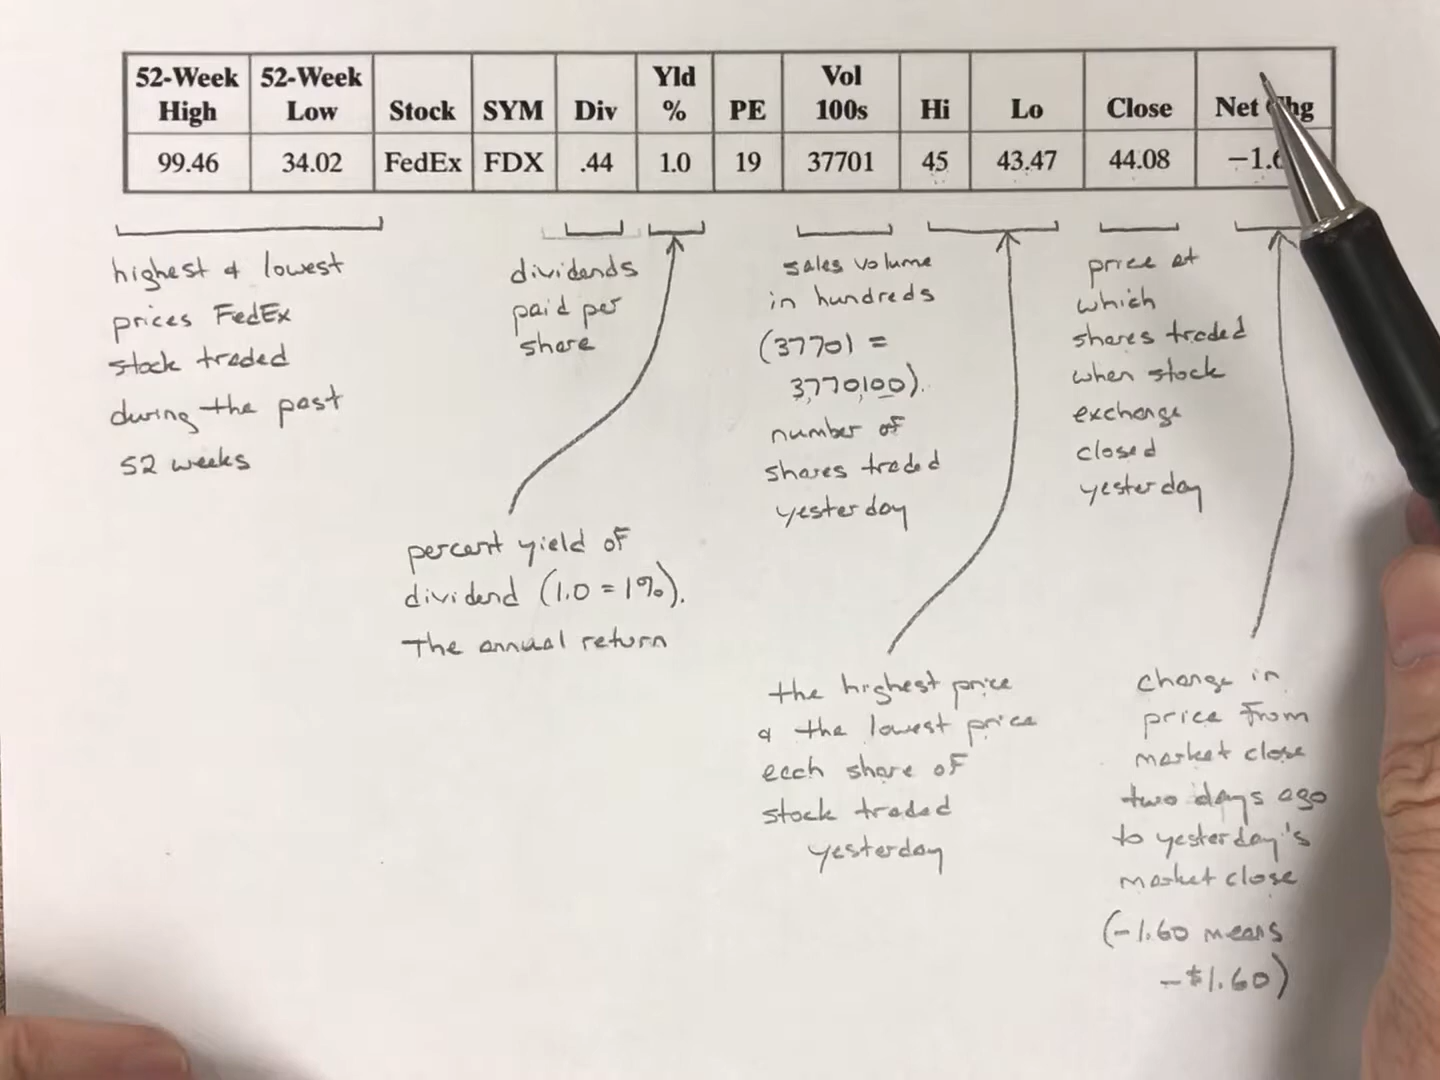 52-Week High 52-Week Low Stock SYM Div Yld % PE Vol 100s Hi Lo Close Net
99.46 34.02 FedEx FDX .44 1.0 19 37701 45 43.47 44.08
highest & lowest
prices FedEx
stock traded
during the past
52 weeks
dividends
paid per
share
percent yield of
dividend (1.0 = 1%).
The annual return
sales volume
in hundreds
(37701 =
3,770,100).
number of
shares traded
yesterday
the highest price
& the lowest price
each share of
stock traded
yesterday
price at
which
shares traded
when stock
exchange
closed
yesterday
change in
price from
market close
two days ago
to yesterday's
market close
(-1.60 means
-$1.60)